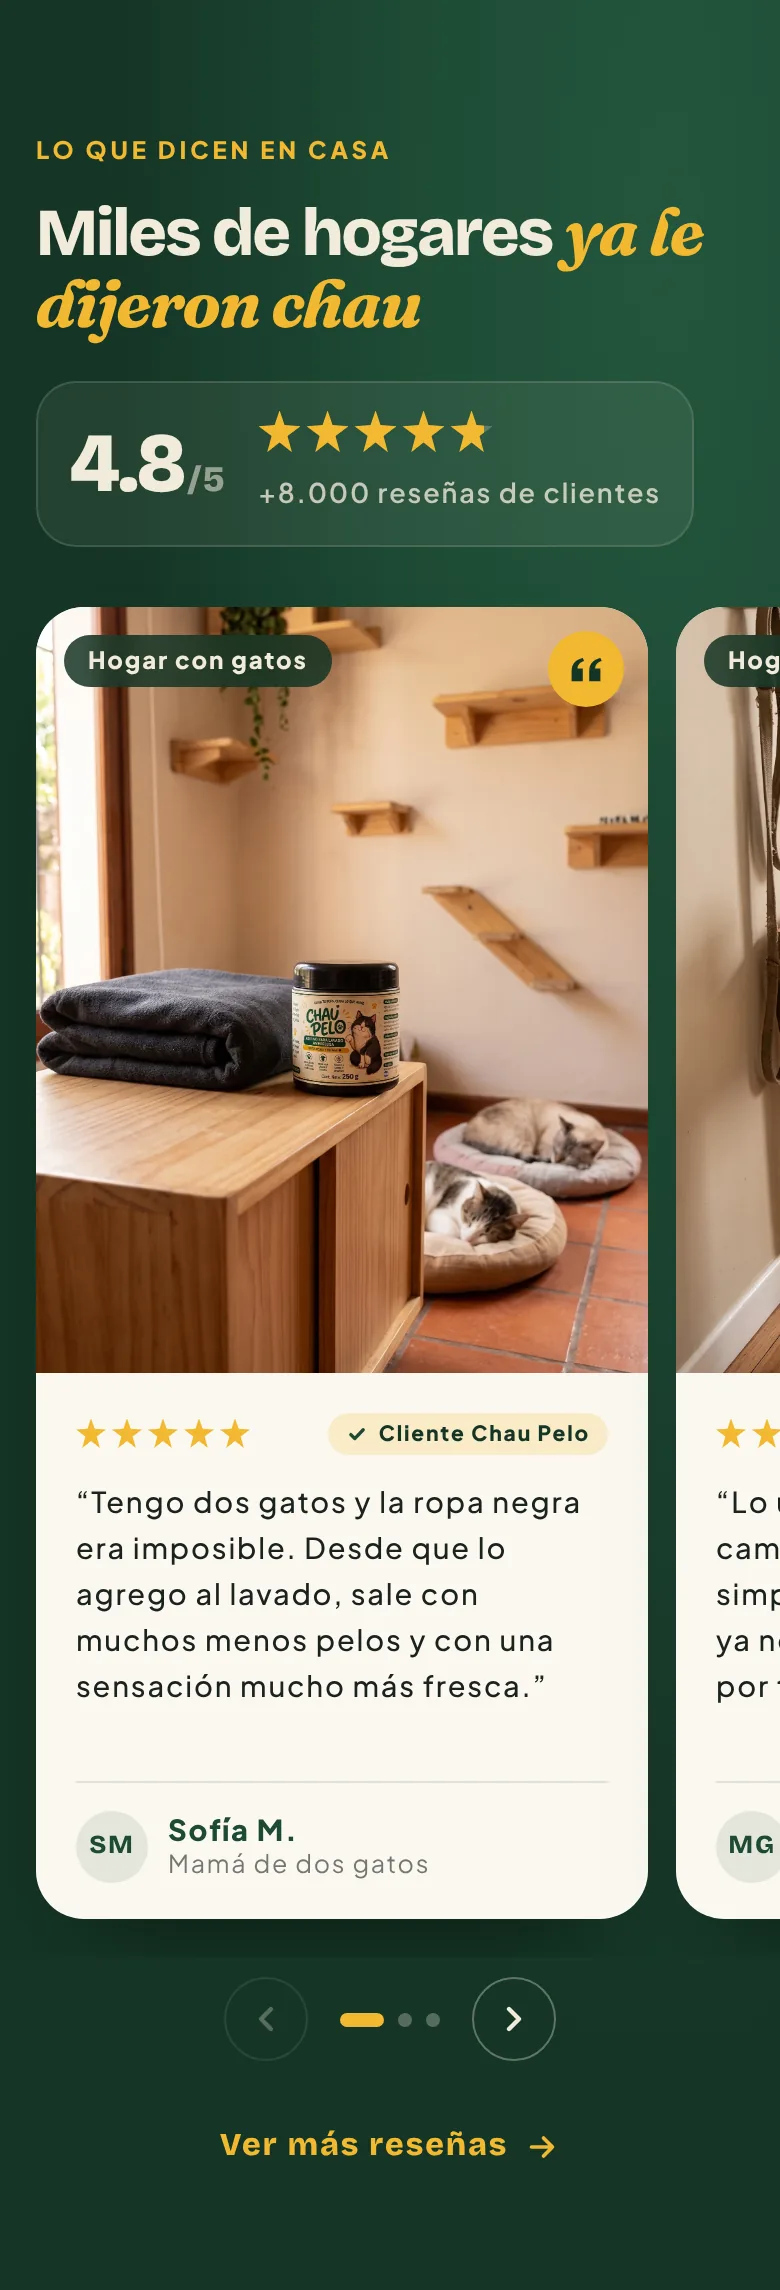 LO QUE DICEN EN CASA
Miles de hogares ya le
dijeron chau
4.8/5
+8.000 reseñas de clientes
Hogar con gatos
Hog
CHAU
PELO
250 g
Cliente Chau Pelo
“Tengo dos gatos y la ropa negra
era imposible. Desde que lo
agrego al lavado, sale con
muchos menos pelos y con una
sensación mucho más fresca.”
“Lo
cam
simp
ya n
por
SM
Sofía M.
Mamá de dos gatos
MG
Ver más reseñas →